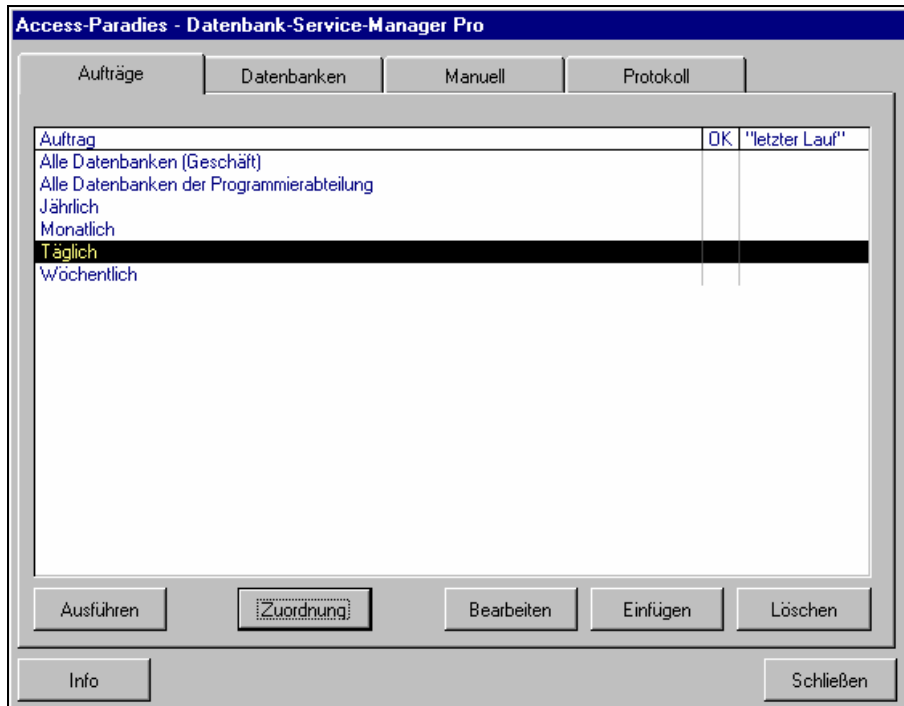 Access-Paradies - Datenbank-Service-Manager Pro
Aufträge Datenbanken Manuell Protokoll
Auftrag OK "letzter Lauf"
Alle Datenbanken (Geschäft)
Alle Datenbanken der Programmierabteilung
Jährlich
Monatlich
Täglich
Wöchentlich
Ausführen Zuordnung Bearbeiten Einfügen Löschen
Info Schließen